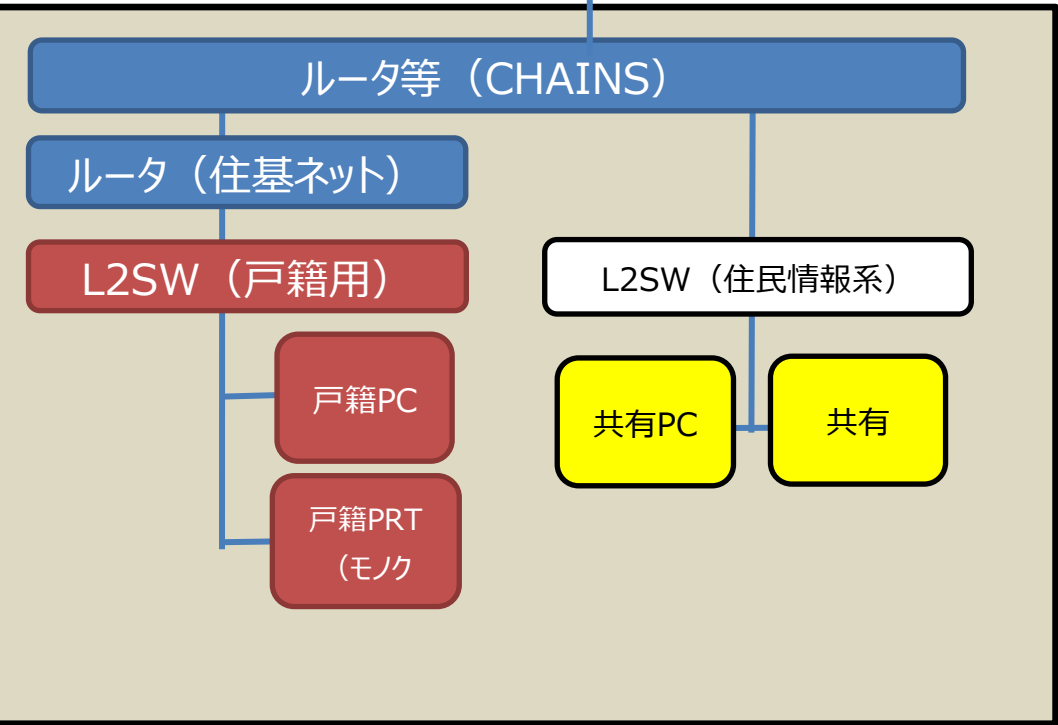 ルータ等（CHAINS）
ルータ（住基ネット）
L2SW（戸籍用）
L2SW（住民情報系）
戸籍PC
共有PC
共有
戸籍PRT
（モノク